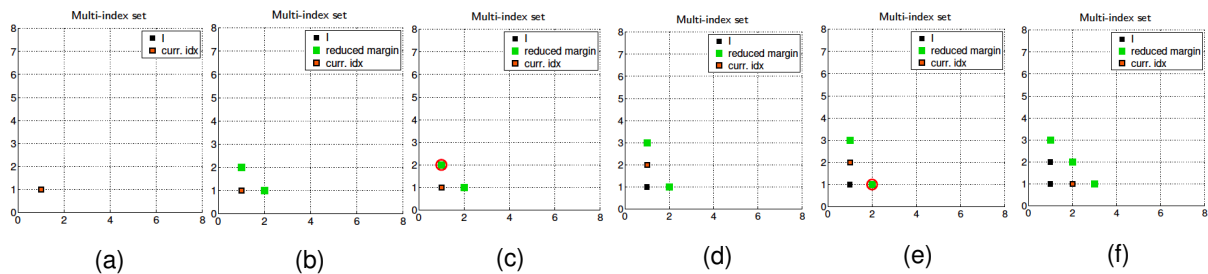 Multi-index set
I
curr. idx
8
7
6
5
4
3
2
1
0
0 2 4 6 8
(a)
Multi-index set
I
reduced margin
curr. idx
8
7
6
5
4
3
2
1
0
0 2 4 6 8
(b)
Multi-index set
I
reduced margin
curr. idx
8
7
6
5
4
3
2
1
0
0 2 4 6 8
(c)
Multi-index set
I
reduced margin
curr. idx
8
7
6
5
4
3
2
1
0
0 2 4 6 8
(d)
Multi-index set
I
reduced margin
curr. idx
8
7
6
5
4
3
2
1
0
0 2 4 6 8
(e)
Multi-index set
I
reduced margin
curr. idx
8
7
6
5
4
3
2
1
0
0 2 4 6 8
(f)